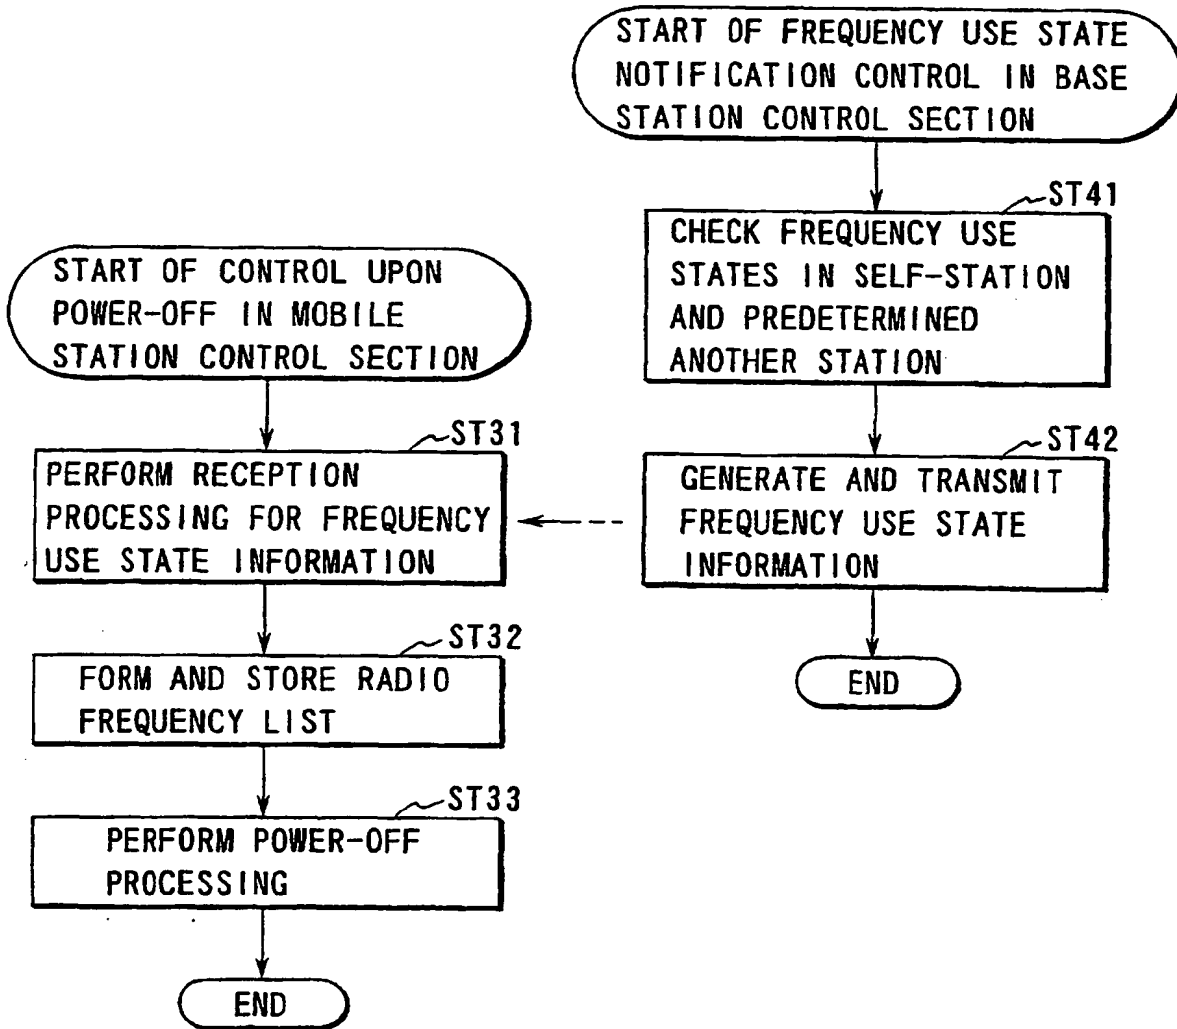 START OF FREQUENCY USE STATE
NOTIFICATION CONTROL IN BASE
STATION CONTROL SECTION
ST41
CHECK FREQUENCY USE
STATES IN SELF-STATION
AND PREDETERMINED
ANOTHER STATION
ST42
GENERATE AND TRANSMIT
FREQUENCY USE STATE
INFORMATION
END
START OF CONTROL UPON
POWER-OFF IN MOBILE
STATION CONTROL SECTION
ST31
PERFORM RECEPTION
PROCESSING FOR FREQUENCY
USE STATE INFORMATION
ST32
FORM AND STORE RADIO
FREQUENCY LIST
ST33
PERFORM POWER-OFF
PROCESSING
END